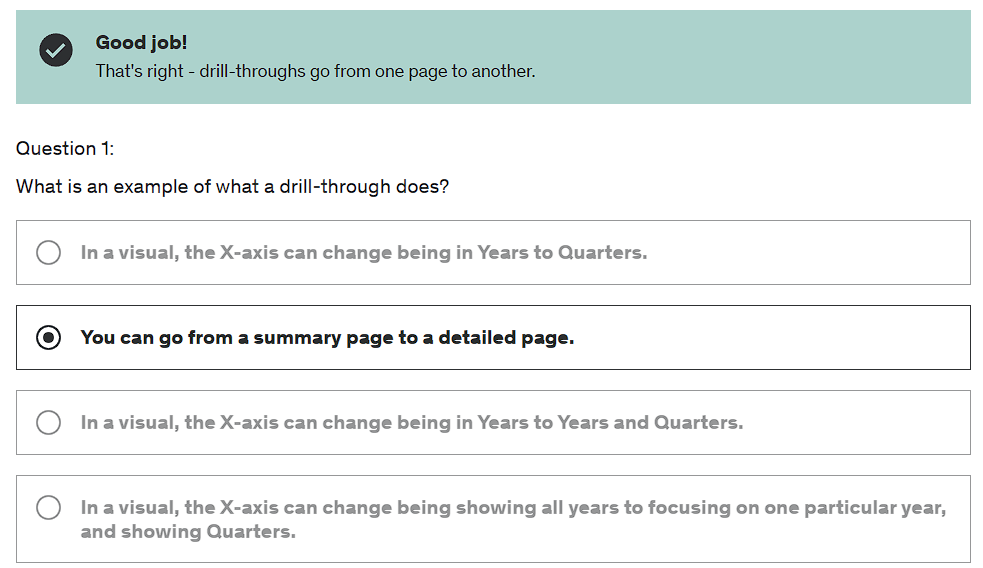 Good job!
That's right - drill-throughs go from one page to another.
Question 1:
What is an example of what a drill-through does?
In a visual, the X-axis can change being in Years to Quarters.
You can go from a summary page to a detailed page.
In a visual, the X-axis can change being in Years to Years and Quarters.
In a visual, the X-axis can change being showing all years to focusing on one particular year,
and showing Quarters.